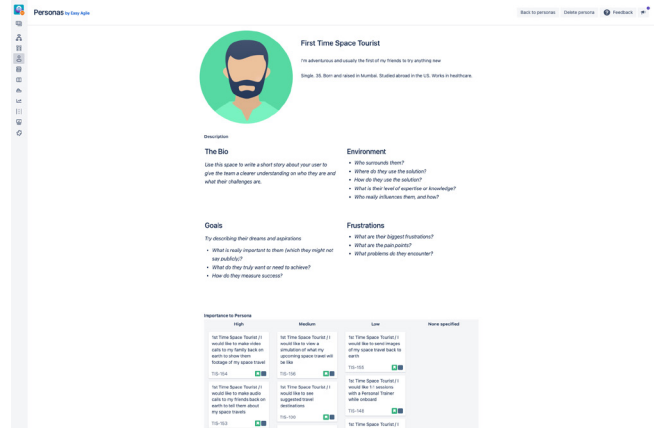 Personas by Easy Agile
Back to personas
Delete persona
Feedback
First Time Space Tourist
I'm adventurous and usually the first of my friends to try anything new
Single. 35. Born and raised in Mumbai. Studied abroad in the US. Works in healthcare.
Description
The Bio
Use this space to write a short story about your user to
give the team a clearer understanding on who they are and
what their challenges are.
Environment
• Who surrounds them?
• Where do they use the solution?
• How do they use the solution?
• What is their level of expertise or knowledge?
• Who really influences them, and how?
Goals
Try describing their dreams and aspirations
• What is really important to them (which they might not
say publicly)?
• What do they truly want or need to achieve?
• How do they measure success?
Frustrations
• What are their biggest frustrations?
• What are the pain points?
• What problems do they encounter?
Importance to Persona
High
Medium
Low
None specified
1st Time Space Tourist / I
would like to make video
calls to my family back on
earth to show them
footage of my space travel
TIS-154
1st Time Space Tourist / I
would like to make audio
calls to my friends back on
earth to tell them about
my space travels
TIS-153
1st Time Space Tourist / I
would like to view a
simulation of what my
upcoming space travel will
be like
TIS-156
1st Time Space Tourist / I
would like to see
suggested travel
destinations
1st Time Space Tourist / I
would like to send images
of my space travel back to
earth
TIS-155
1st Time Space Tourist / I
would like 1:1 sessions
with a Personal Trainer
while onboard
TIS-148
1st Time Space Tourist / I